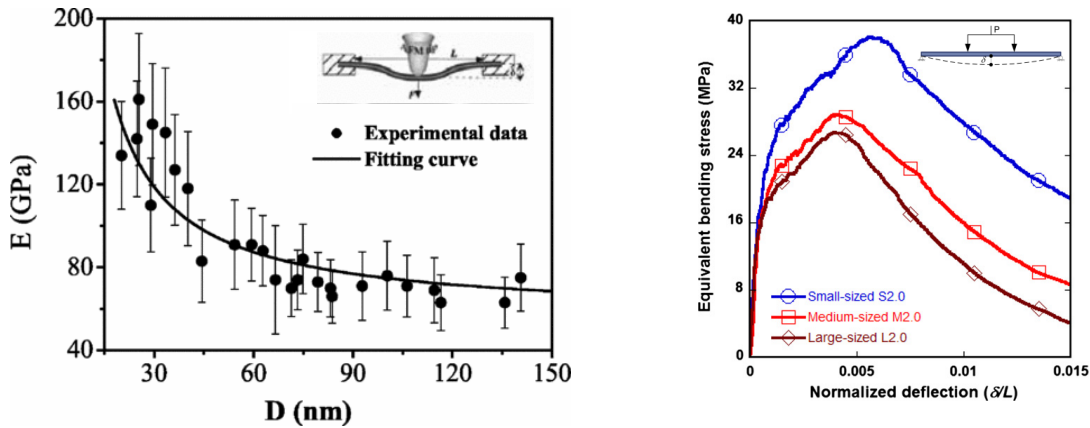 E (GPa)
200
160
120
80
40
30
60
90
120
150
D (nm)
L
Experimental data
Fitting curve
Equivalent bending stress (MPa)
40
32
24
16
8
0
0
0.005
0.01
0.015
Normalized deflection (δ/L)
P
δ
Small-sized S2.0
Medium-sized M2.0
Large-sized L2.0